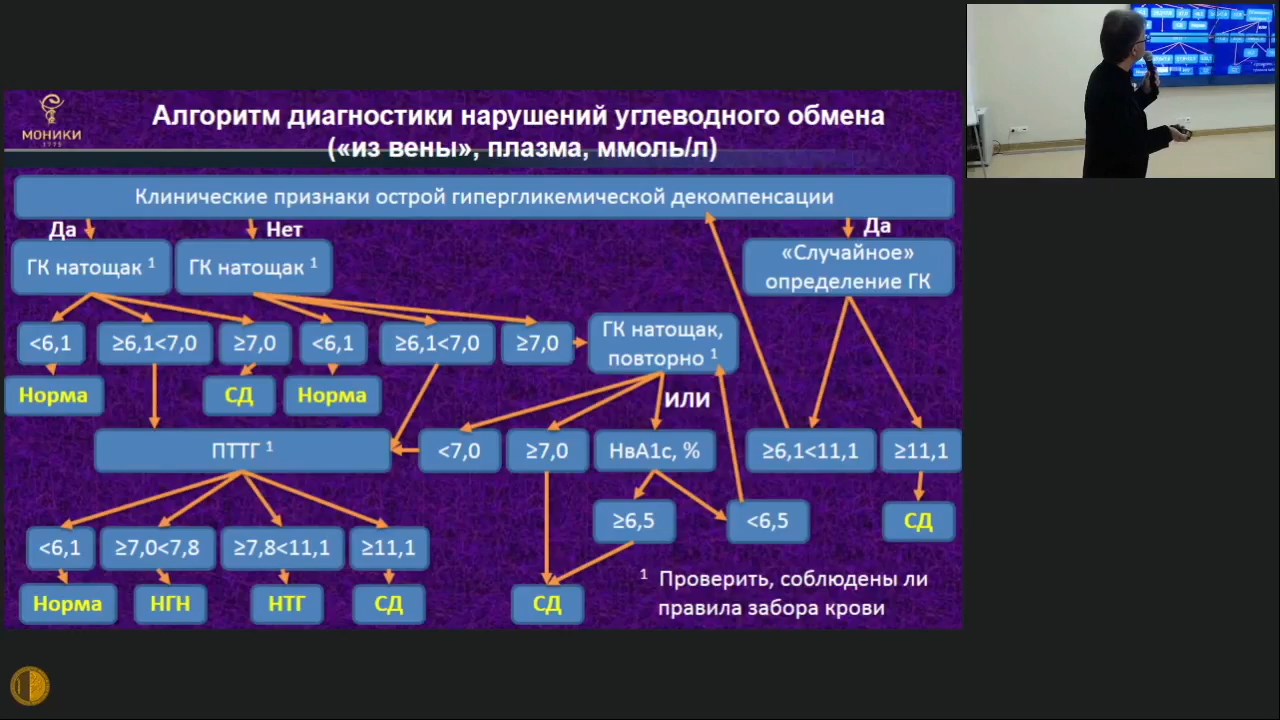 МОНИКИ
1775
Алгоритм диагностики нарушений углеводного обмена
(«из вены», плазма, ммоль/л)
Клинические признаки острой гипергликемической декомпенсации
Да
Нет
Да
ГК натощак ¹
ГК натощак ¹
«Случайное»
определение ГК
<6,1
≥6,1<7,0
≥7,0
<6,1
≥6,1<7,0
≥7,0
ГК натощак,
повторно ¹
Норма
СД
Норма
ИЛИ
ПТТГ ¹
<7,0
≥7,0
HвA1c, %
≥6,1<11,1
≥11,1
≥6,5
<6,5
СД
<6,1
≥7,0<7,8
≥7,8<11,1
≥11,1
Норма
НГН
НТГ
СД
СД
¹ Проверить, соблюдены ли
правила забора крови